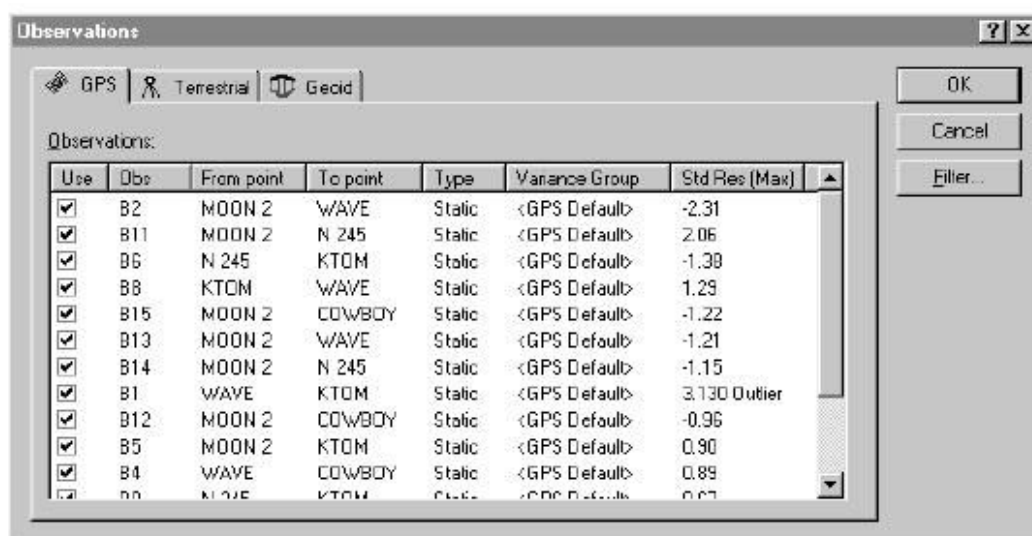 Observations
GPS Terrestrial Geoid
OK
Cancel
Filter...
Observations:
Use Obs From point To point Type Variance Group Std Res (Max)
B2 MOON 2 WAVE Static <GPS Default> -2.31
B11 MOON 2 N 245 Static <GPS Default> 2.06
B6 N 245 KTOM Static <GPS Default> -1.38
B8 KTOM WAVE Static <GPS Default> 1.29
B15 MOON 2 COWBOY Static <GPS Default> -1.22
B13 MOON 2 WAVE Static <GPS Default> -1.21
B14 MOON 2 N 245 Static <GPS Default> -1.15
B1 WAVE KTOM Static <GPS Default> 3.130 Outlier
B12 MOON 2 COWBOY Static <GPS Default> -0.96
B5 MOON 2 KTOM Static <GPS Default> 0.90
B4 WAVE COWBOY Static <GPS Default> 0.89
N 245 KTOM Static <GPS Default>